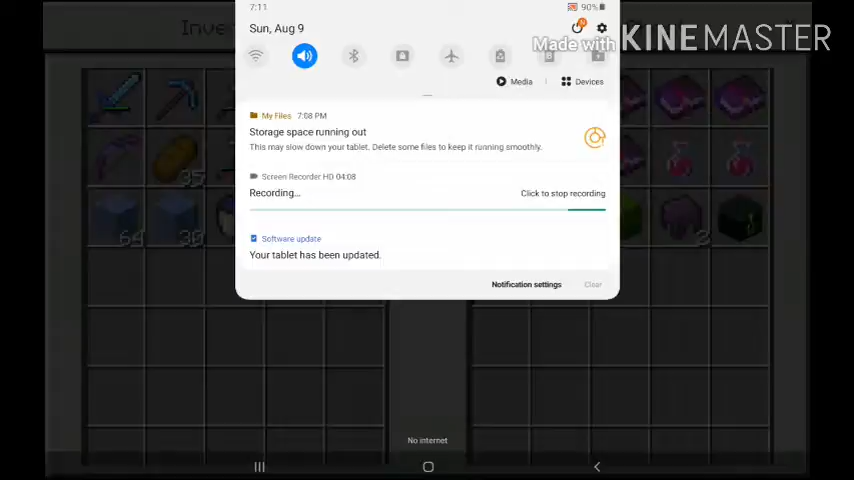 7:11
90%
Sun, Aug 9
Made with KINEMASTER
Media
Devices
My Files 7:08 PM
Storage space running out
This may slow down your tablet. Delete some files to keep it running smoothly.
Screen Recorder HD 04:08
Recording...
Click to stop recording
Software update
Your tablet has been updated.
Notification settings
Clear
Inve
35
64
30
2
No internet